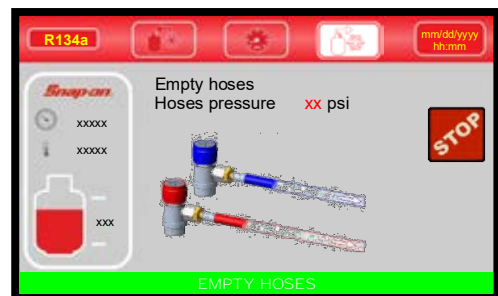 R134a
mm/dd/yyyy
hh:mm
Snap-on
xxxxx
xxxxx
xxx
Empty hoses
Hoses pressure xx psi
STOP
EMPTY HOSES